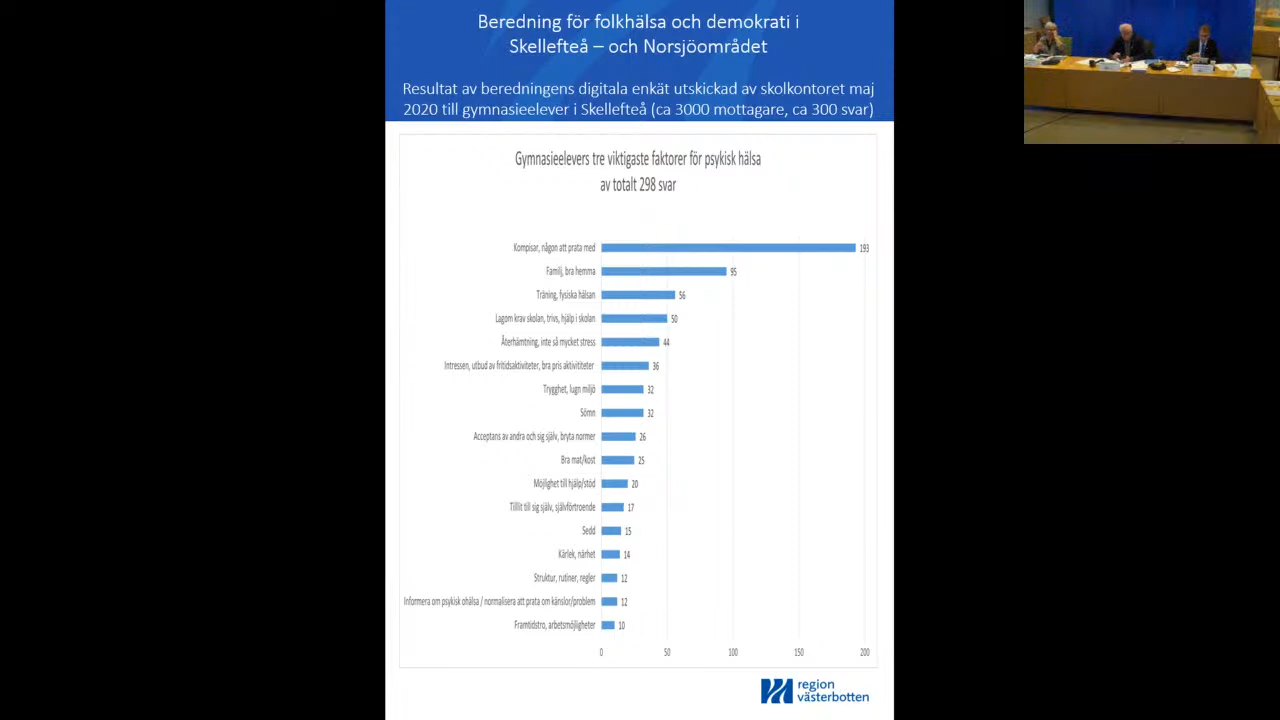 Beredning för folkhälsa och demokrati i
Skellefteå – och Norsjöområdet
Resultat av beredningens digitala enkät utskickad av skolkontoret maj
2020 till gymnasieelever i Skellefteå (ca 3000 mottagare, ca 300 svar)
Gymnasieelevers tre viktigaste faktorer för psykisk hälsa
av totalt 298 svar
Kompisar, någon att prata med 193
Familj, bra hemma 95
Träning, fysiska hälsan 56
Lagom krav skolan, trivs, hjälp i skolan 50
Återhämtning, inte så mycket stress 44
Intressen, utbud av fritidsaktiviteter, bra pris aktivititeter 36
Trygghet, lugn miljö 32
Sömn 32
Acceptans av andra och sig själv, bryta normer 26
Bra mat/kost 25
Möjlighet till hjälp/stöd 20
Tilllit till sig själv, självförtroende 17
Sedd 15
Kärlek, närhet 14
Struktur, rutiner, regler 12
Informera om psykisk ohälsa / normalisera att prata om känslor/problem 12
Framtidstro, arbetsmöjligheter 10
0 50 100 150 200
region
västerbotten